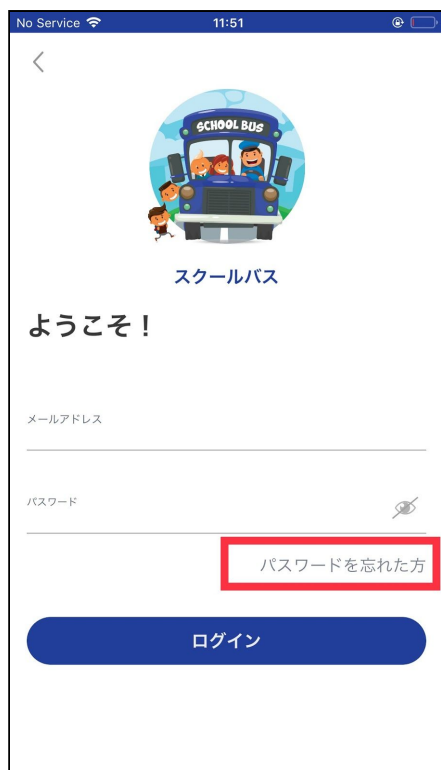 No Service 11:51
SCHOOL BUS
スクールバス
ようこそ！
メールアドレス
パスワード
パスワードを忘れた方
ログイン